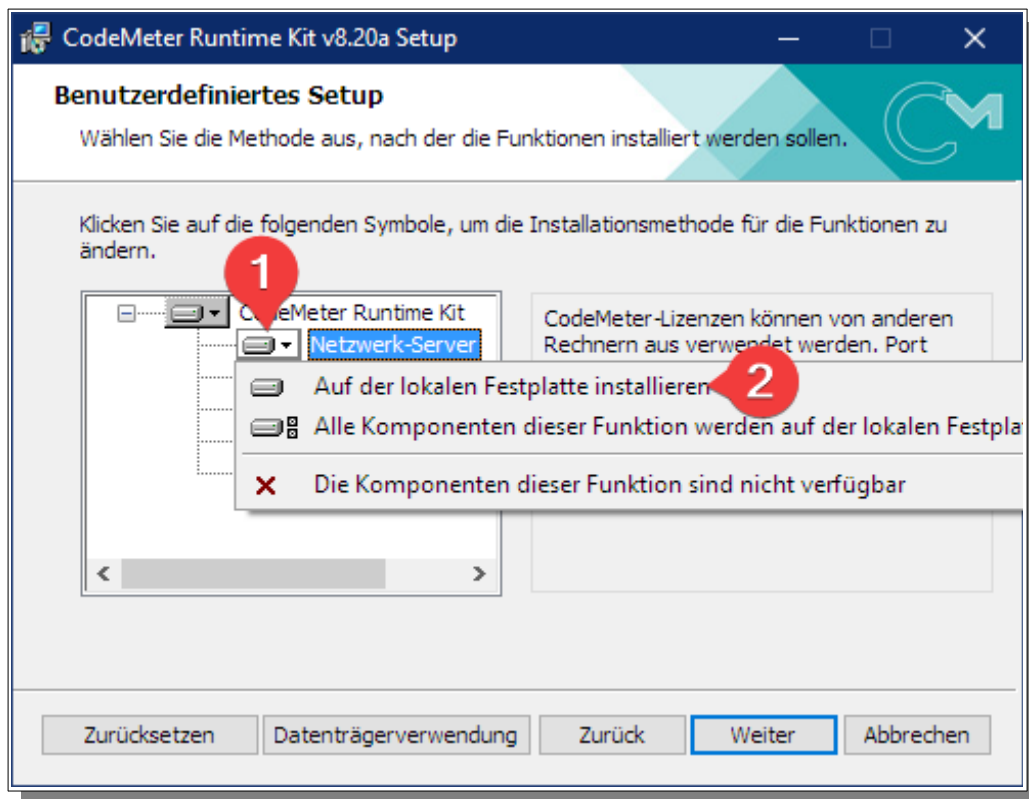 CodeMeter Runtime Kit v8.20a Setup
Benutzerdefiniertes Setup
Wählen Sie die Methode aus, nach der die Funktionen installiert werden sollen.
Klicken Sie auf die folgenden Symbole, um die Installationsmethode für die Funktionen zu
ändern.
1
CodeMeter Runtime Kit
Netzwerk-Server
CodeMeter-Lizenzen können von anderen
Rechnern aus verwendet werden. Port
Auf der lokalen Festplatte installieren
2
Alle Komponenten dieser Funktion werden auf der lokalen Festpla
Die Komponenten dieser Funktion sind nicht verfügbar
Zurücksetzen
Datenträgerverwendung
Zurück
Weiter
Abbrechen